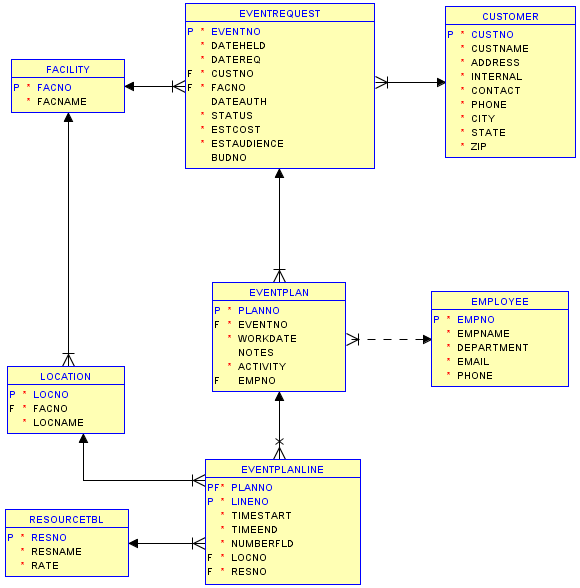 EVENTREQUEST
P * EVENTNO
* DATEHELD
* DATEREQ
F * CUSTNO
F * FACNO
DATEAUTH
* STATUS
* ESTCOST
* ESTAUDIENCE
BUDNO
CUSTOMER
P * CUSTNO
* CUSTNAME
* ADDRESS
* INTERNAL
* CONTACT
* PHONE
* CITY
* STATE
* ZIP
FACILITY
P * FACNO
* FACNAME
EVENTPLAN
P * PLANNO
F * EVENTNO
* WORKDATE
NOTES
* ACTIVITY
F EMPNO
EMPLOYEE
P * EMPNO
* EMPNAME
* DEPARTMENT
* EMAIL
* PHONE
LOCATION
P * LOCNO
F * FACNO
* LOCNAME
EVENTPLANLINE
PF* PLANNO
P * LINENO
* TIMESTART
* TIMEEND
* NUMBERFLD
F * LOCNO
F * RESNO
RESOURCETBL
P * RESNO
* RESNAME
* RATE